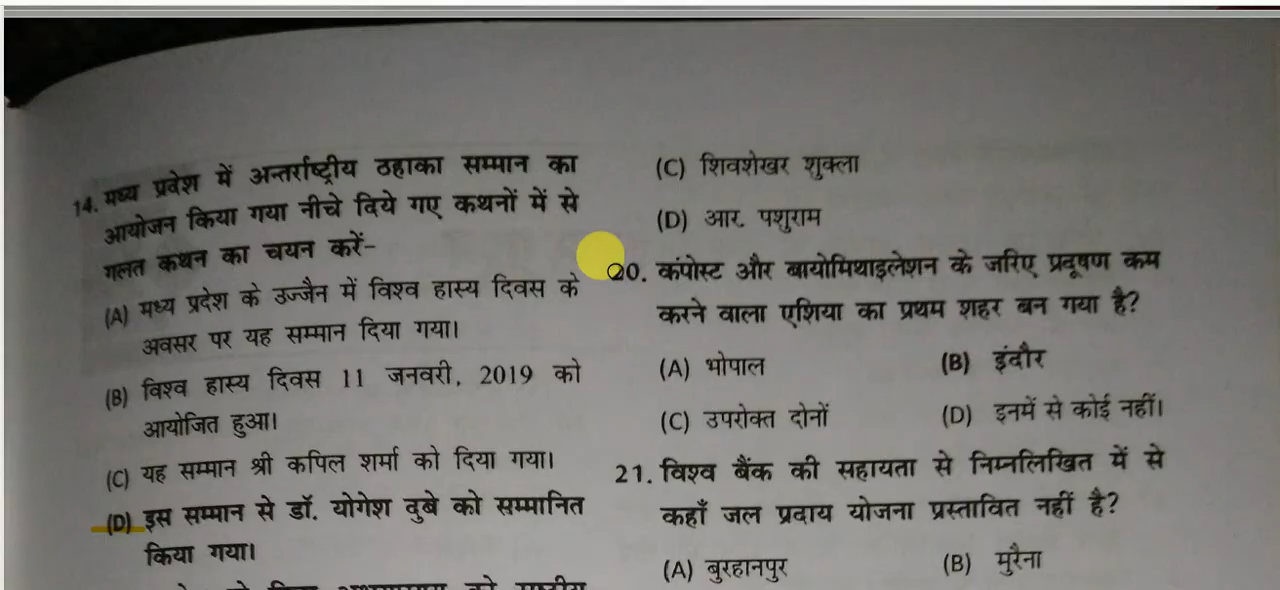 14. मध्य प्रदेश में अन्तर्राष्ट्रीय ठहाका सम्मान का
आयोजन किया गया नीचे दिये गए कथनों में से
गलत कथन का चयन करें-
(A) मध्य प्रदेश के उज्जैन में विश्व हास्य दिवस के
अवसर पर यह सम्मान दिया गया।
(B) विश्व हास्य दिवस 11 जनवरी, 2019 को
आयोजित हुआ।
(C) यह सम्मान श्री कपिल शर्मा को दिया गया।
(D) इस सम्मान से डॉ. योगेश दुबे को सम्मानित
किया गया।
(C) शिवशेखर शुक्ला
(D) आर. पशुराम
20. कंपोस्ट और बायोमिथाइलेशन के जरिए प्रदूषण कम
करने वाला एशिया का प्रथम शहर बन गया है?
(A) भोपाल (B) इंदौर
(C) उपरोक्त दोनों (D) इनमें से कोई नहीं।
21. विश्व बैंक की सहायता से निम्नलिखित में से
कहाँ जल प्रदाय योजना प्रस्तावित नहीं है?
(A) बुरहानपुर (B) मुरैना